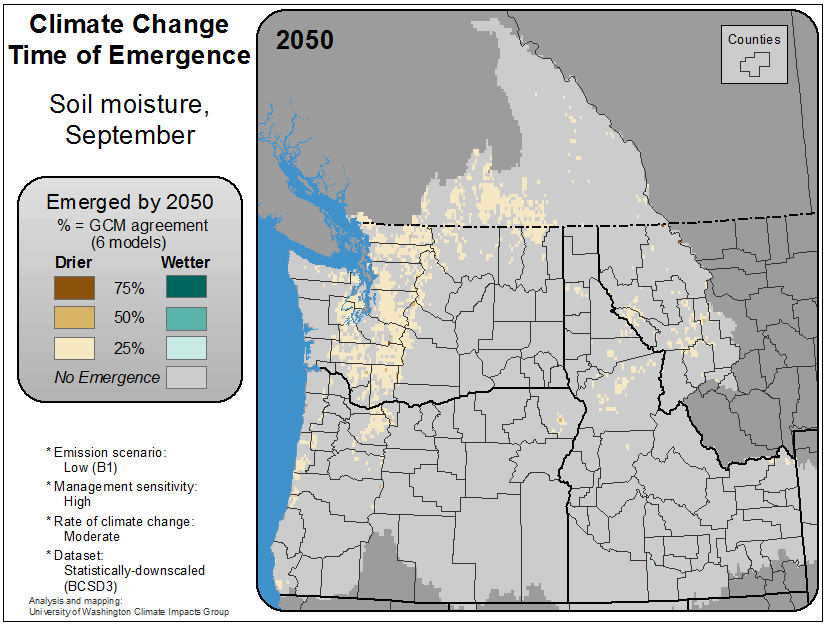 Climate Change
Time of Emergence
Soil moisture,
September
Emerged by 2050
% = GCM agreement
(6 models)
Drier Wetter
75%
50%
25%
No Emergence
* Emission scenario:
Low (B1)
* Management sensitivity:
High
* Rate of climate change:
Moderate
* Dataset:
Statistically-downscaled
(BCSD3)
Analysis and mapping:
University of Washington Climate Impacts Group
2050
Counties